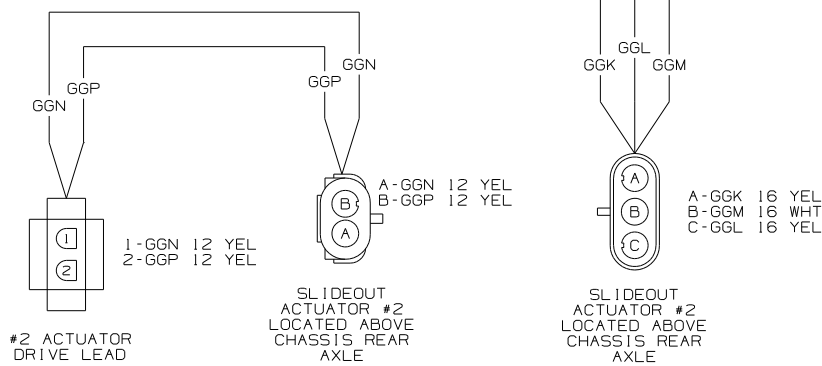 GGN
GGP
GGP
GGN
GGK
GGL
GGM
1
2
1-GGN 12 YEL
2-GGP 12 YEL
#2 ACTUATOR
DRIVE LEAD
B
A
A-GGN 12 YEL
B-GGP 12 YEL
SLIDEOUT
ACTUATOR #2
LOCATED ABOVE
CHASSIS REAR
AXLE
A
B
C
A-GGK 16 YEL
B-GGM 16 WHT
C-GGL 16 YEL
SLIDEOUT
ACTUATOR #2
LOCATED ABOVE
CHASSIS REAR
AXLE